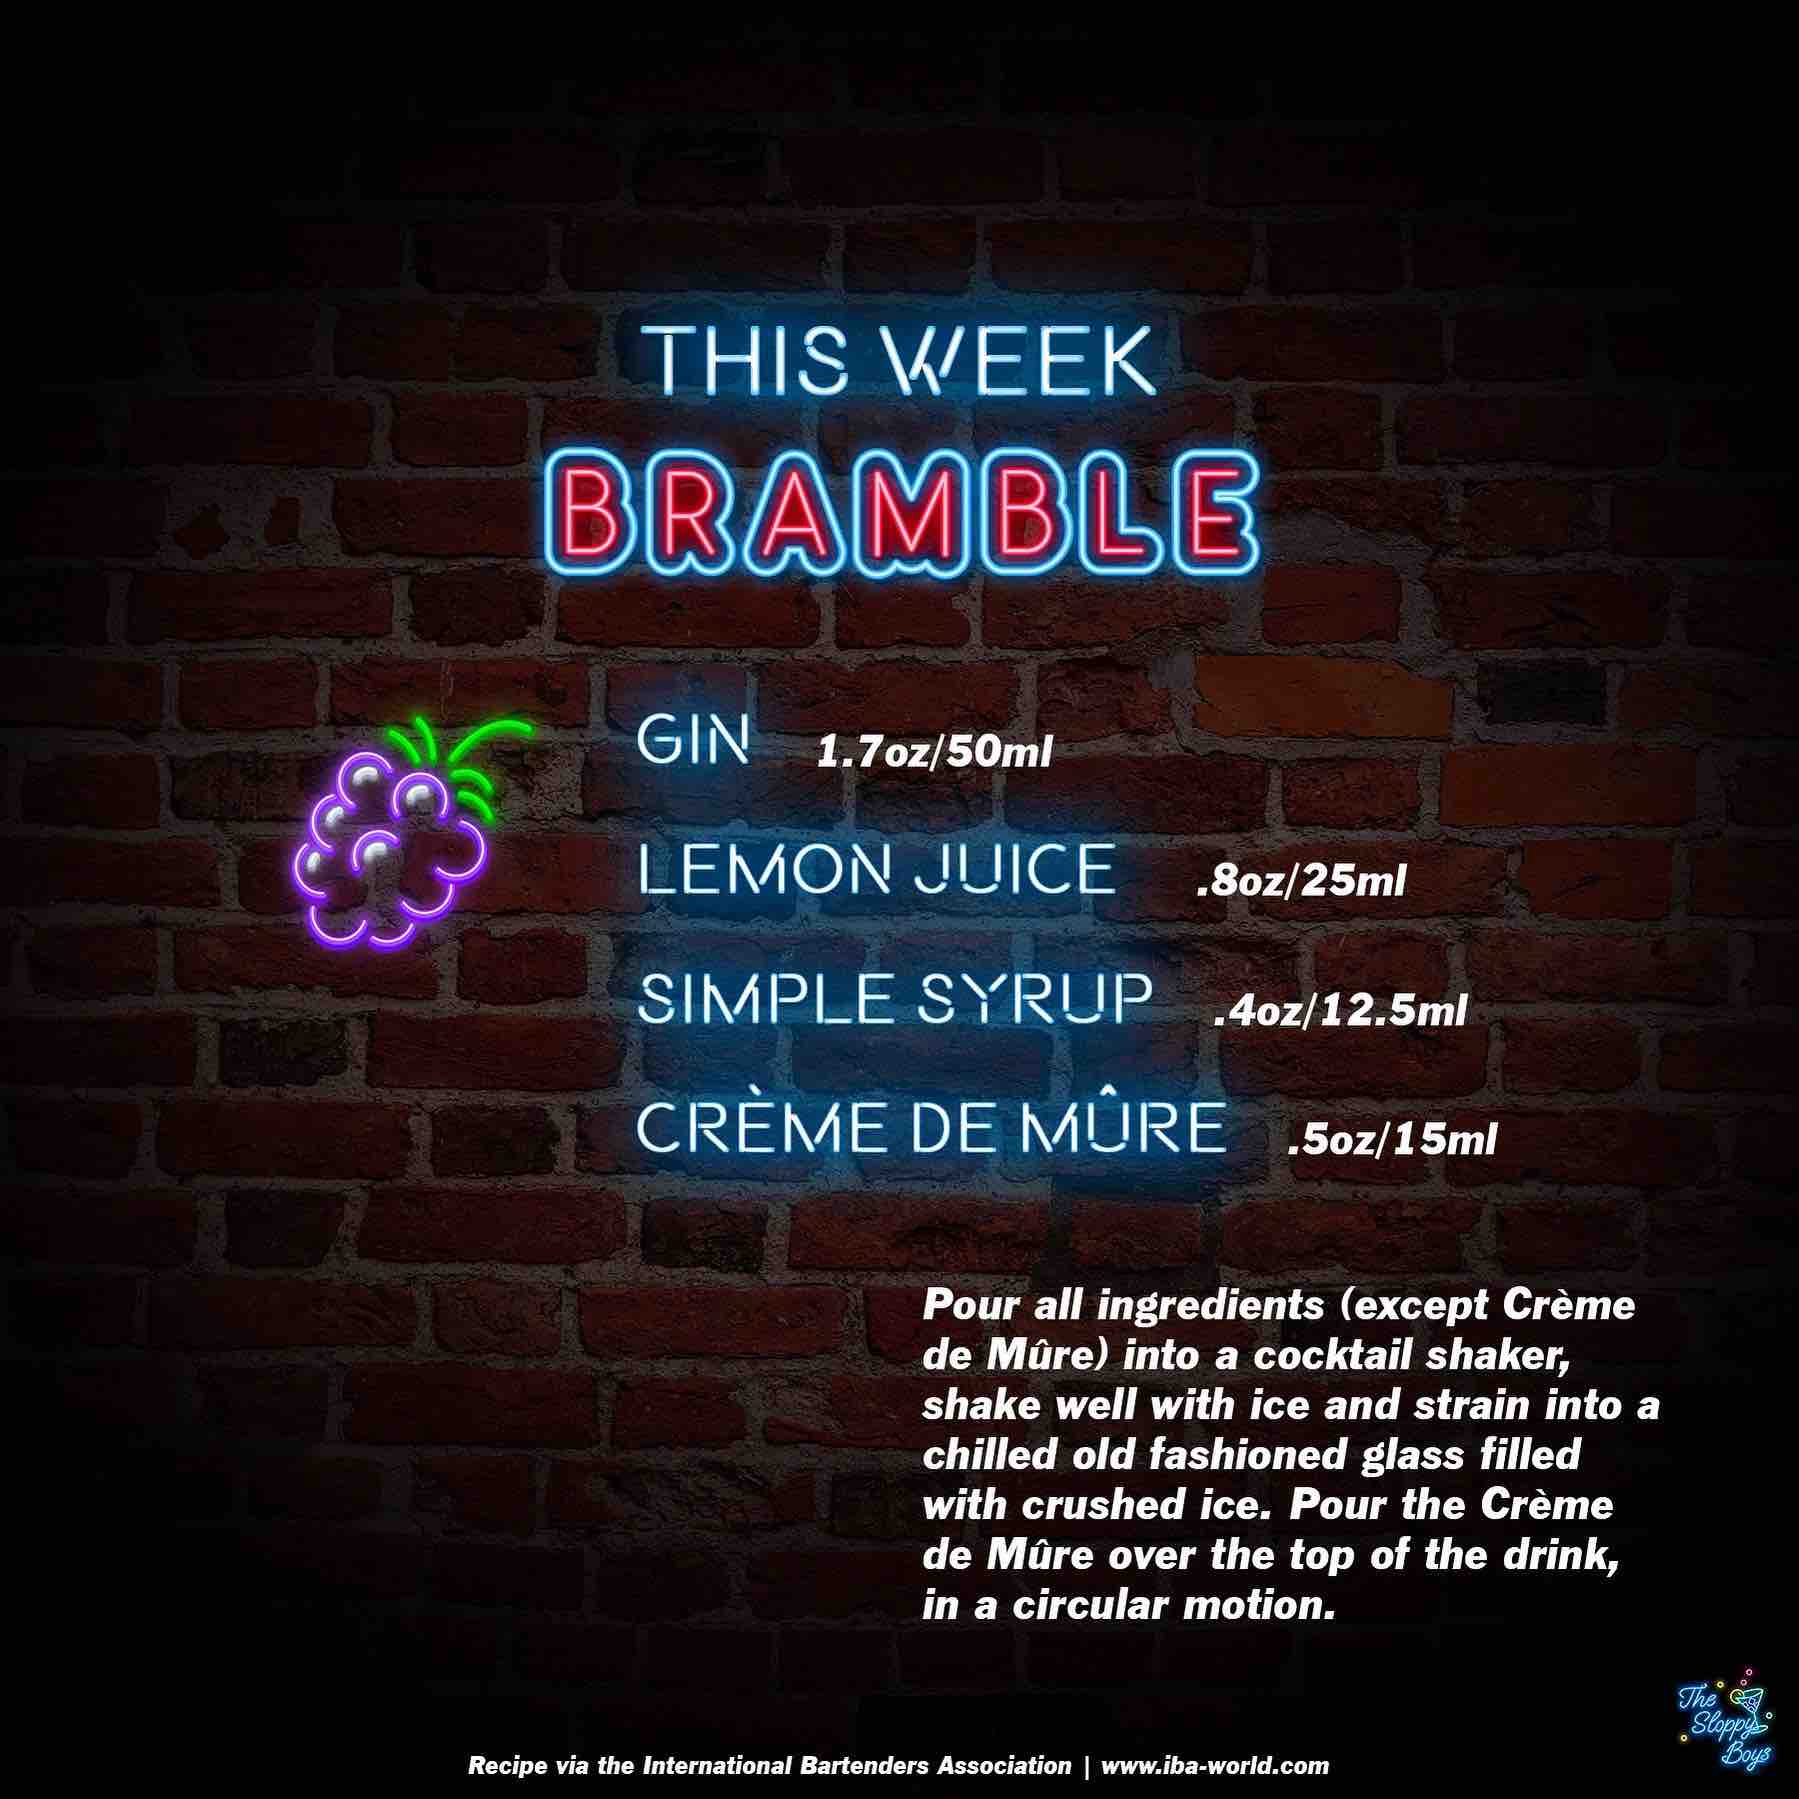 THIS WEEK
BRAMBLE
GIN 1.7oz/50ml
LEMON JUICE .8oz/25ml
SIMPLE SYRUP .4oz/12.5ml
CRÈME DE MÛRE .5oz/15ml
Pour all ingredients (except Crème
de Mûre) into a cocktail shaker,
shake well with ice and strain into a
chilled old fashioned glass filled
with crushed ice. Pour the Crème
de Mûre over the top of the drink,
in a circular motion.
The
Sloppy
Boys
Recipe via the International Bartenders Association | www.iba-world.com